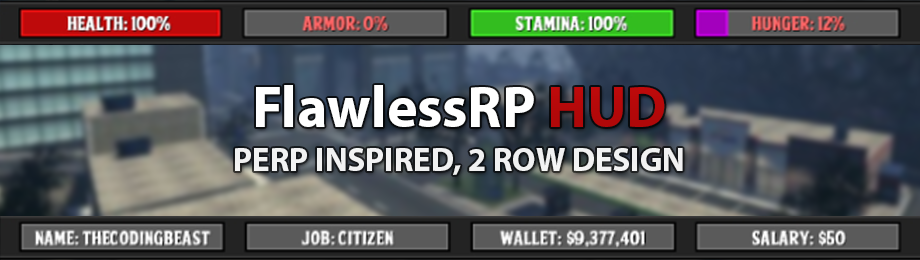 HEALTH: 100% ARMOR: 0% STAMINA: 100% HUNGER: 12%
FlawlessRP HUD
PERP INSPIRED, 2 ROW DESIGN
NAME: THECODINGBEAST JOB: CITIZEN WALLET: $9,377,401 SALARY: $50